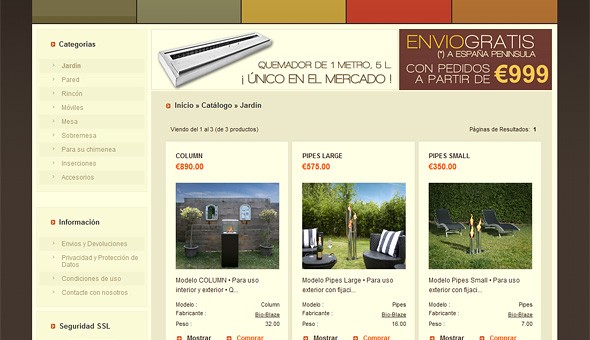 Categorias
Jardín
Pared
Rincón
Móviles
Mesa
Sobremesa
Para su chimenea
Inserciones
Accesorios
Información
Envios y Devoluciones
Privacidad y Protección de
Datos
Condiciones de uso
Contacte con nosotros
Seguridad SSL
QUEMADOR DE 1 METRO, 5 L.
¡ ÚNICO EN EL MERCADO !
ENVIOGRATIS
(*) A ESPAÑA PENINSULA
CON PEDIDOS
A PARTIR DE €999
Inicio » Catálogo » Jardín
Viendo del 1 al 3 (de 3 productos)
Páginas de Resultados: 1
COLUMN
€890.00
Modelo COLUMN • Para uso
interior y exterior • Q...
Modelo : Column
Fabricante : Bio-Blaze
Peso : 32.00
Mostrar Comprar
PIPES LARGE
€575.00
Modelo Pipes Large • Para uso
exterior con fijaci...
Modelo : Pipes
Fabricante : Bio-Blaze
Peso : 16.00
Mostrar Comprar
PIPES SMALL
€350.00
Modelo Pipes Small • Para uso
exterior con fijaci...
Modelo : Pipes
Fabricante : Bio-Blaze
Peso : 7.00
Mostrar Comprar